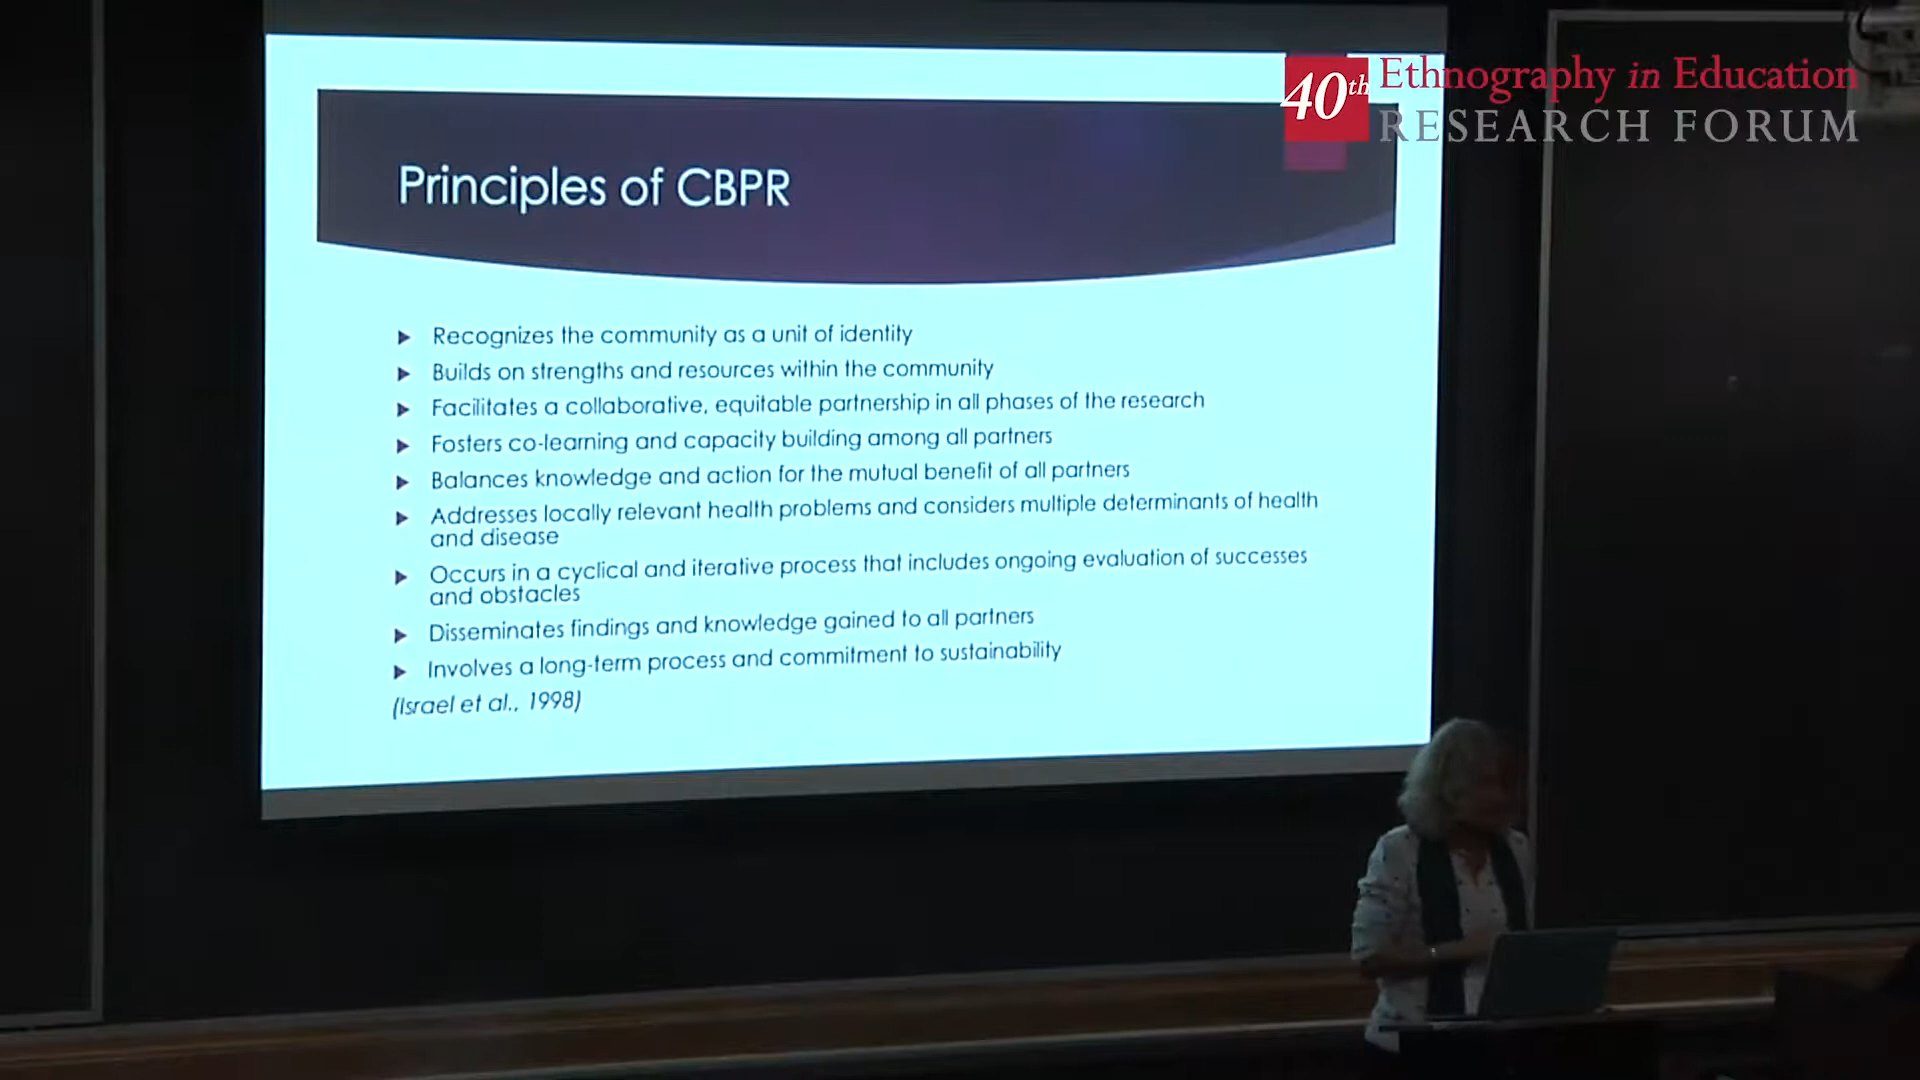 40th Ethnography in Education
RESEARCH FORUM
Principles of CBPR
Recognizes the community as a unit of identity
Builds on strengths and resources within the community
Facilitates a collaborative, equitable partnership in all phases of the research
Fosters co-learning and capacity building among all partners
Balances knowledge and action for the mutual benefit of all partners
Addresses locally relevant health problems and considers multiple determinants of health
and disease
Occurs in a cyclical and iterative process that includes ongoing evaluation of successes
and obstacles
Disseminates findings and knowledge gained to all partners
Involves a long-term process and commitment to sustainability
(Israel et al., 1998)